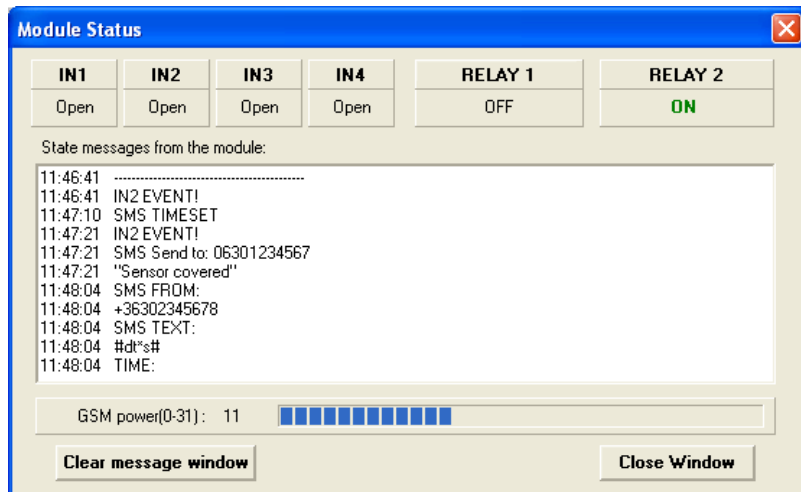 Module Status
IN1 IN2 IN3 IN4 RELAY 1 RELAY 2
Open Open Open Open OFF ON
State messages from the module:
11:46:41 --------------------------------------------
11:46:41 IN2 EVENT!
11:47:10 SMS TIMESET
11:47:21 IN2 EVENT!
11:47:21 SMS Send to: 06301234567
11:47:21 "Sensor covered"
11:48:04 SMS FROM:
11:48:04 +36302345678
11:48:04 SMS TEXT:
11:48:04 #dt*s#
11:48:04 TIME:
GSM power(0-31) : 11
Clear message window Close Window